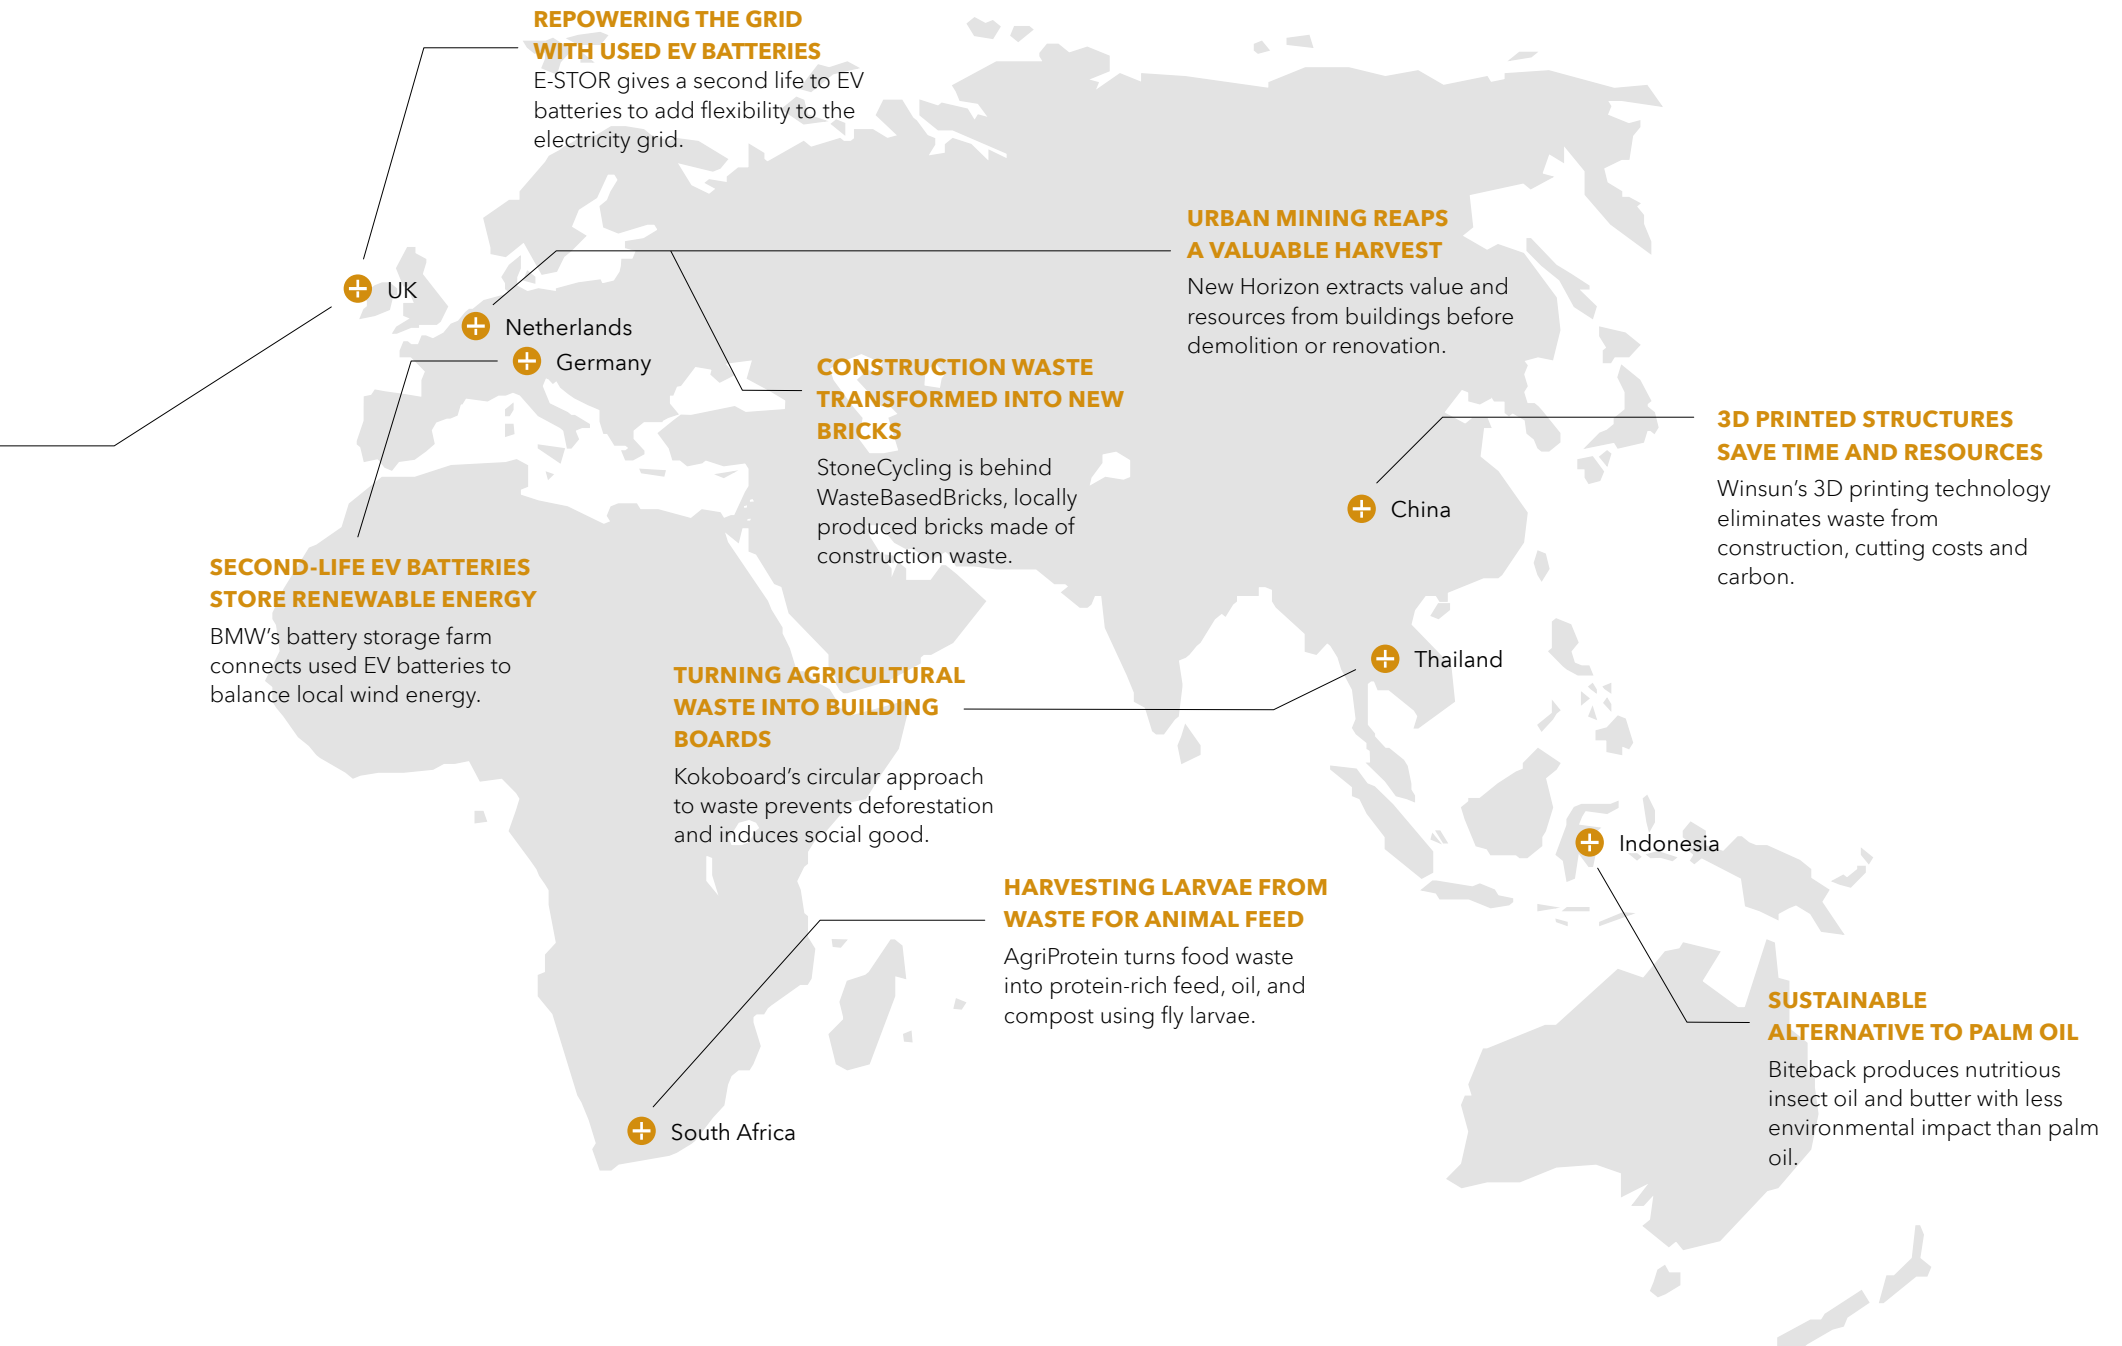 REPOWERING THE GRID
WITH USED EV BATTERIES
E-STOR gives a second life to EV
batteries to add flexibility to the
electricity grid.
URBAN MINING REAPS
A VALUABLE HARVEST
New Horizon extracts value and
resources from buildings before
demolition or renovation.
UK
Netherlands
Germany
CONSTRUCTION WASTE
TRANSFORMED INTO NEW
BRICKS
StoneCycling is behind
WasteBasedBricks, locally
produced bricks made of
construction waste.
3D PRINTED STRUCTURES
SAVE TIME AND RESOURCES
Winsun's 3D printing technology
eliminates waste from
construction, cutting costs and
carbon.
China
SECOND-LIFE EV BATTERIES
STORE RENEWABLE ENERGY
BMW's battery storage farm
connects used EV batteries to
balance local wind energy.
Thailand
TURNING AGRICULTURAL
WASTE INTO BUILDING
BOARDS
Kokoboard's circular approach
to waste prevents deforestation
and induces social good.
Indonesia
HARVESTING LARVAE FROM
WASTE FOR ANIMAL FEED
AgriProtein turns food waste
into protein-rich feed, oil, and
compost using fly larvae.
SUSTAINABLE
ALTERNATIVE TO PALM OIL
Biteback produces nutritious
insect oil and butter with less
environmental impact than palm
oil.
South Africa